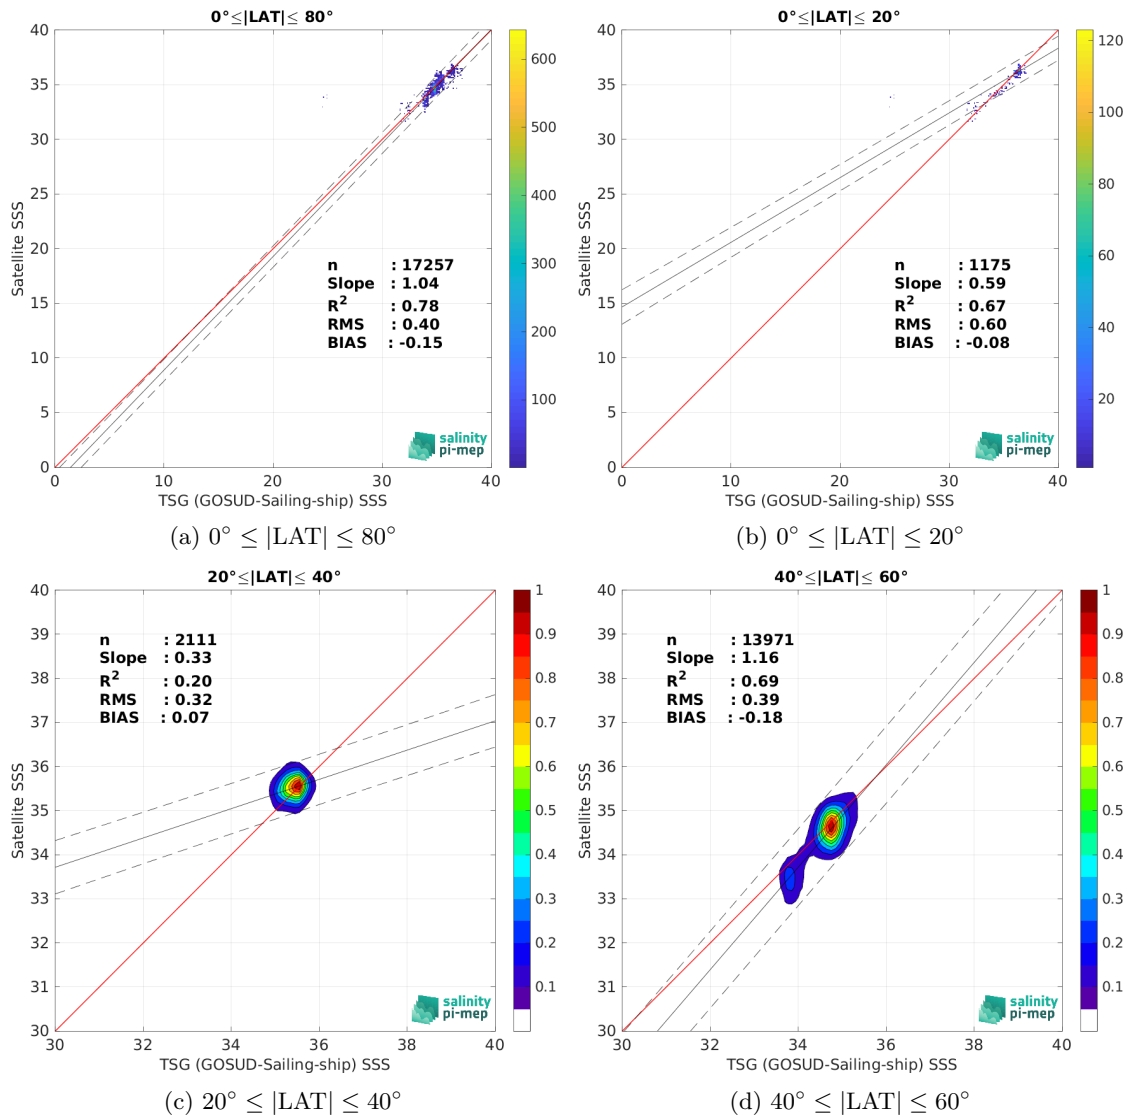 0°≤|LAT|≤ 80°
40
35
30
25
20
15
10
5
0
0
10
20
30
40
Satellite SSS
TSG (GOSUD-Sailing-ship) SSS
n : 17257
Slope : 1.04
R² : 0.78
RMS : 0.40
BIAS : -0.15
salinity
pi-mep
600
500
400
300
200
100
(a) 0° ≤ |LAT| ≤ 80°
0°≤|LAT|≤ 20°
40
35
30
25
20
15
10
5
0
0
10
20
30
40
Satellite SSS
TSG (GOSUD-Sailing-ship) SSS
n : 1175
Slope : 0.59
R² : 0.67
RMS : 0.60
BIAS : -0.08
salinity
pi-mep
120
100
80
60
40
20
(b) 0° ≤ |LAT| ≤ 20°
20°≤|LAT|≤ 40°
40
39
38
37
36
35
34
33
32
31
30
30
32
34
36
38
40
Satellite SSS
TSG (GOSUD-Sailing-ship) SSS
n : 2111
Slope : 0.33
R² : 0.20
RMS : 0.32
BIAS : 0.07
salinity
pi-mep
1
0.9
0.8
0.7
0.6
0.5
0.4
0.3
0.2
0.1
(c) 20° ≤ |LAT| ≤ 40°
40°≤|LAT|≤ 60°
40
39
38
37
36
35
34
33
32
31
30
30
32
34
36
38
40
Satellite SSS
TSG (GOSUD-Sailing-ship) SSS
n : 13971
Slope : 1.16
R² : 0.69
RMS : 0.39
BIAS : -0.18
salinity
pi-mep
1
0.9
0.8
0.7
0.6
0.5
0.4
0.3
0.2
0.1
(d) 40° ≤ |LAT| ≤ 60°